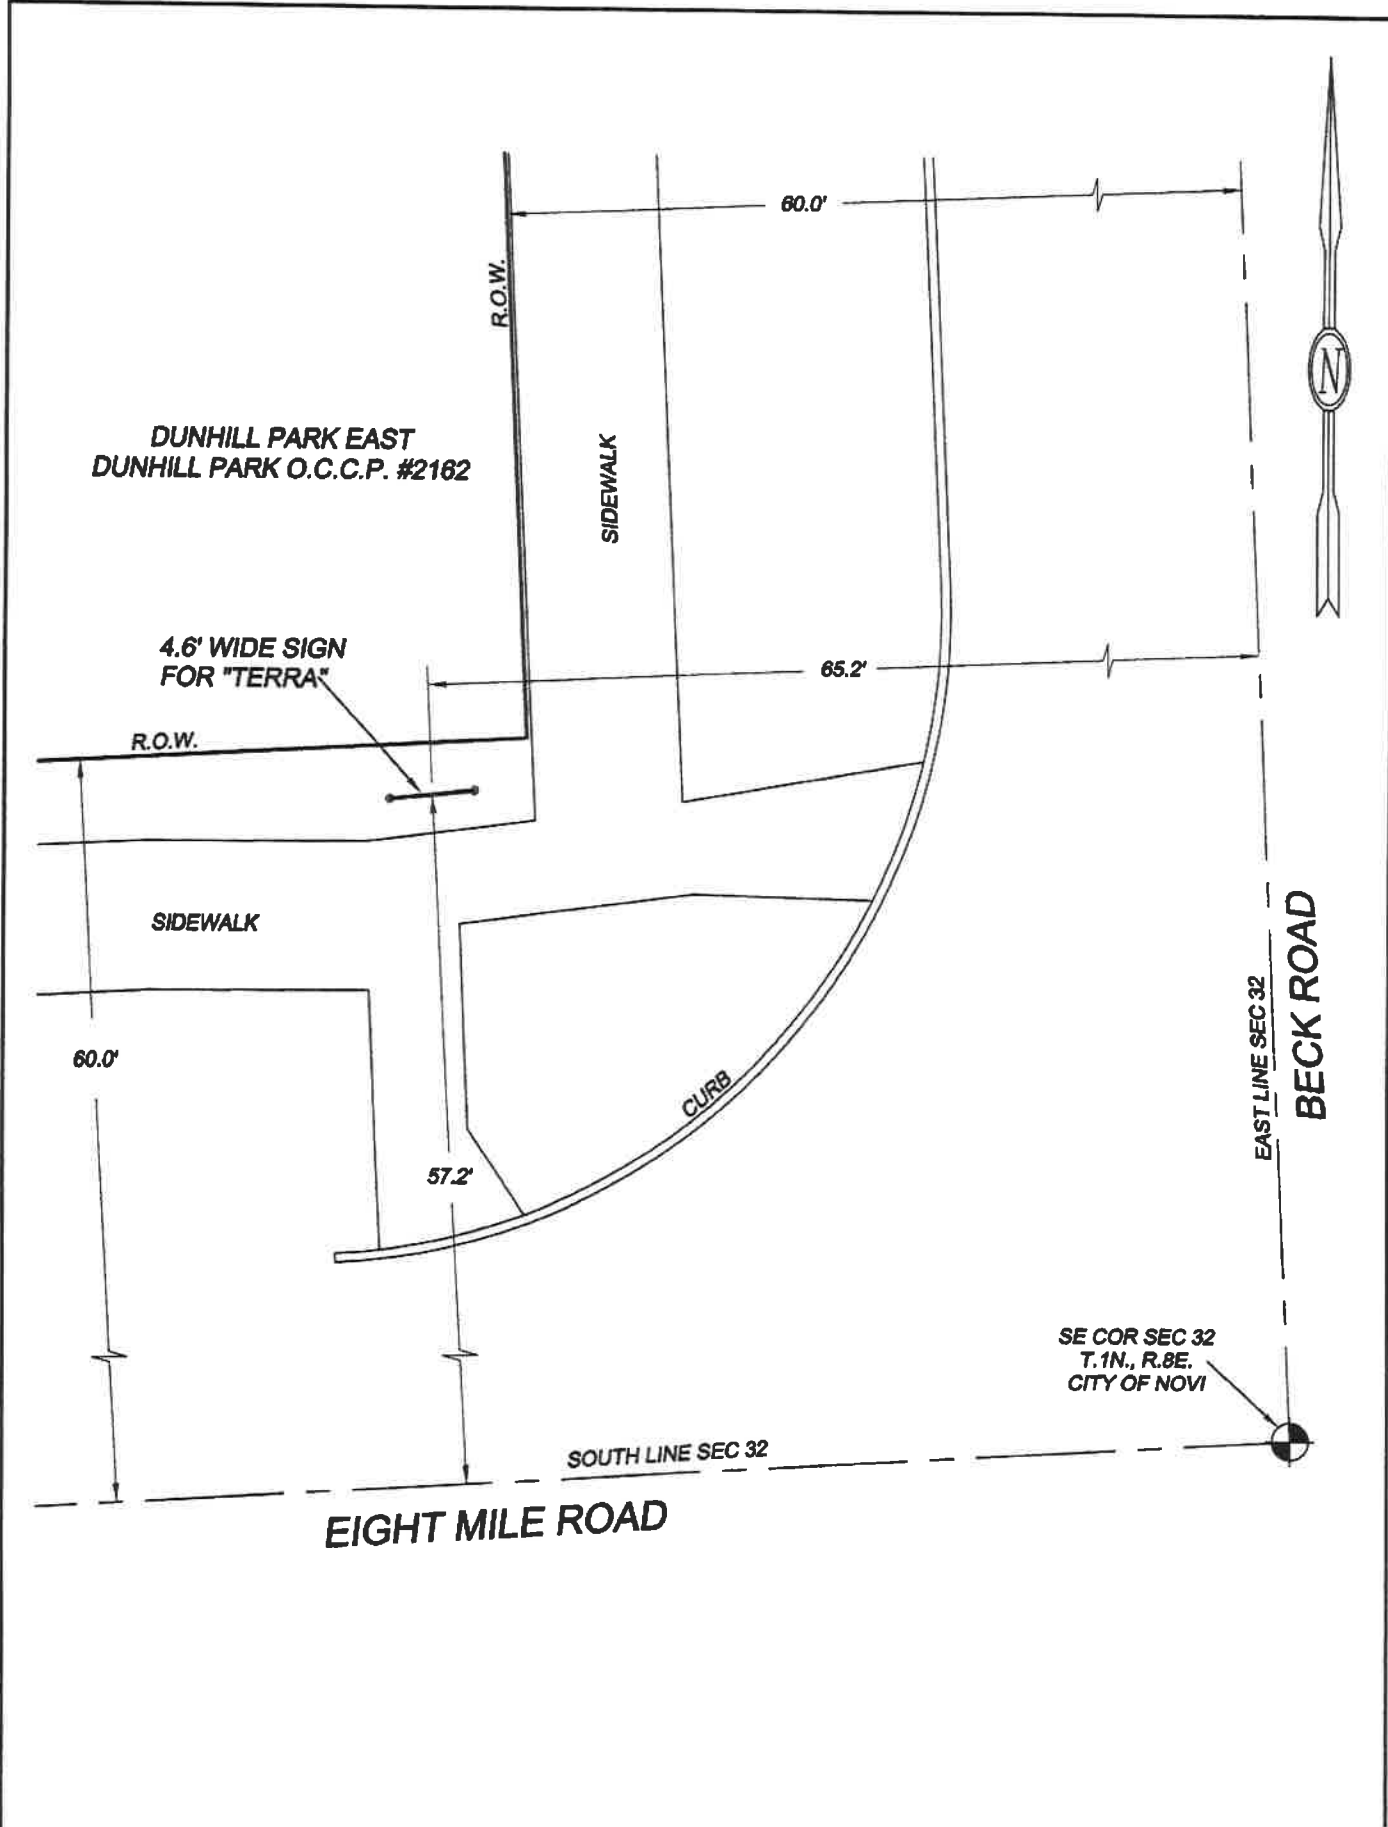 60.0'
R.O.W.
N
DUNHILL PARK EAST
DUNHILL PARK O.C.C.P. #2162
SIDEWALK
4.6' WIDE SIGN
FOR "TERRA"
65.2'
R.O.W.
SIDEWALK
60.0'
CURB
57.2'
EAST LINE SEC 32
BECK ROAD
SE COR SEC 32
T.1N., R.8E.
CITY OF NOVI
SOUTH LINE SEC 32
EIGHT MILE ROAD